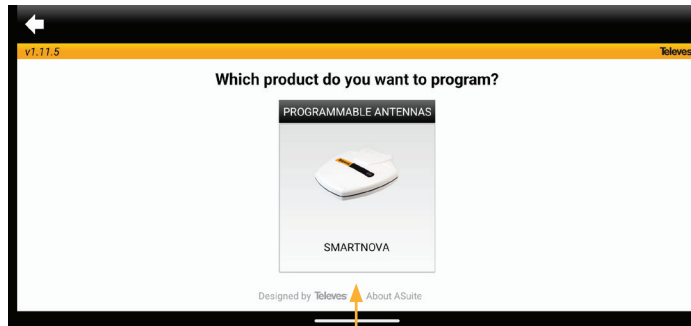 v1.11.5 Televes
Which product do you want to program?
PROGRAMMABLE ANTENNAS
SMARTNOVA
Designed by Televes About ASuite